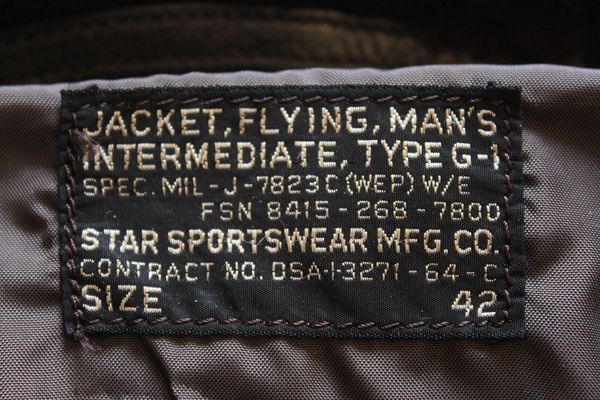 JACKET, FLYING, MAN'S
INTERMEDIATE, TYPE G-1
SPEC. MIL-J-7823C (WEP) W/E
FSN 8415-268-7800
STAR SPORTSWEAR MFG. CO.
CONTRACT NO. DSA-1-3271-64-C
SIZE 42